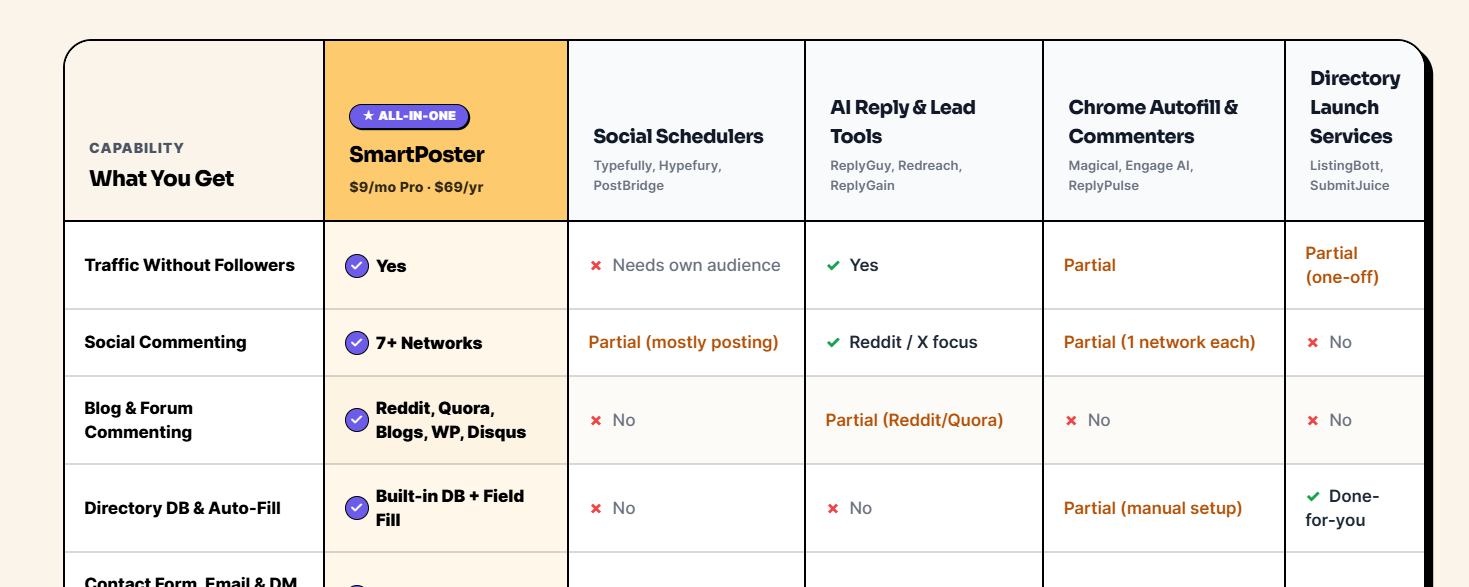 CAPABILITY
What You Get
★ ALL-IN-ONE
SmartPoster
$9/mo Pro · $69/yr
Social Schedulers
Typefully, Hypefury,
PostBridge
AI Reply & Lead
Tools
ReplyGuy, Redreach,
ReplyGain
Chrome Autofill &
Commenters
Magical, Engage AI,
ReplyPulse
Directory
Launch
Services
ListingBott,
SubmitJuice
Traffic Without Followers
Yes
Needs own audience
Yes
Partial
Partial
(one-off)
Social Commenting
7+ Networks
Partial (mostly posting)
Reddit / X focus
Partial (1 network each)
No
Blog & Forum
Commenting
Reddit, Quora,
Blogs, WP, Disqus
No
Partial (Reddit/Quora)
No
No
Directory DB & Auto-Fill
Built-in DB + Field
Fill
No
No
Partial (manual setup)
Done-
for-you
Contact Form, Email & DM